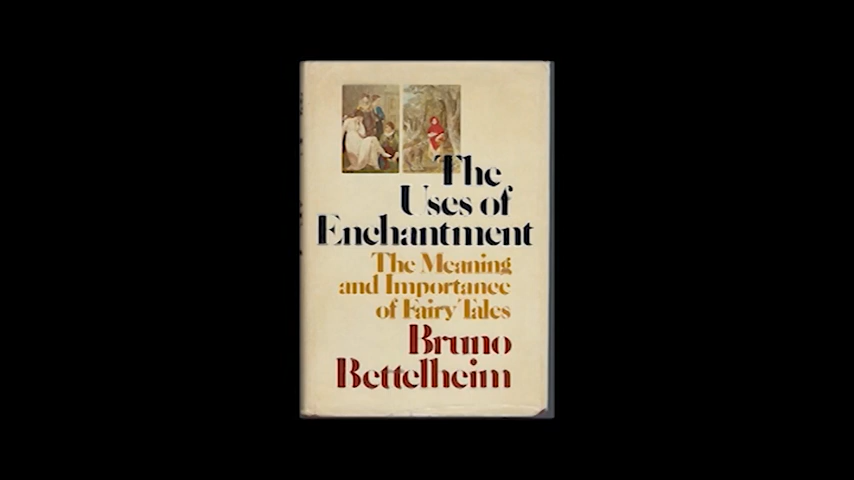 The
Uses of
Enchantment
The Meaning
and Importance
of Fairy Tales
Bruno
Bettelheim